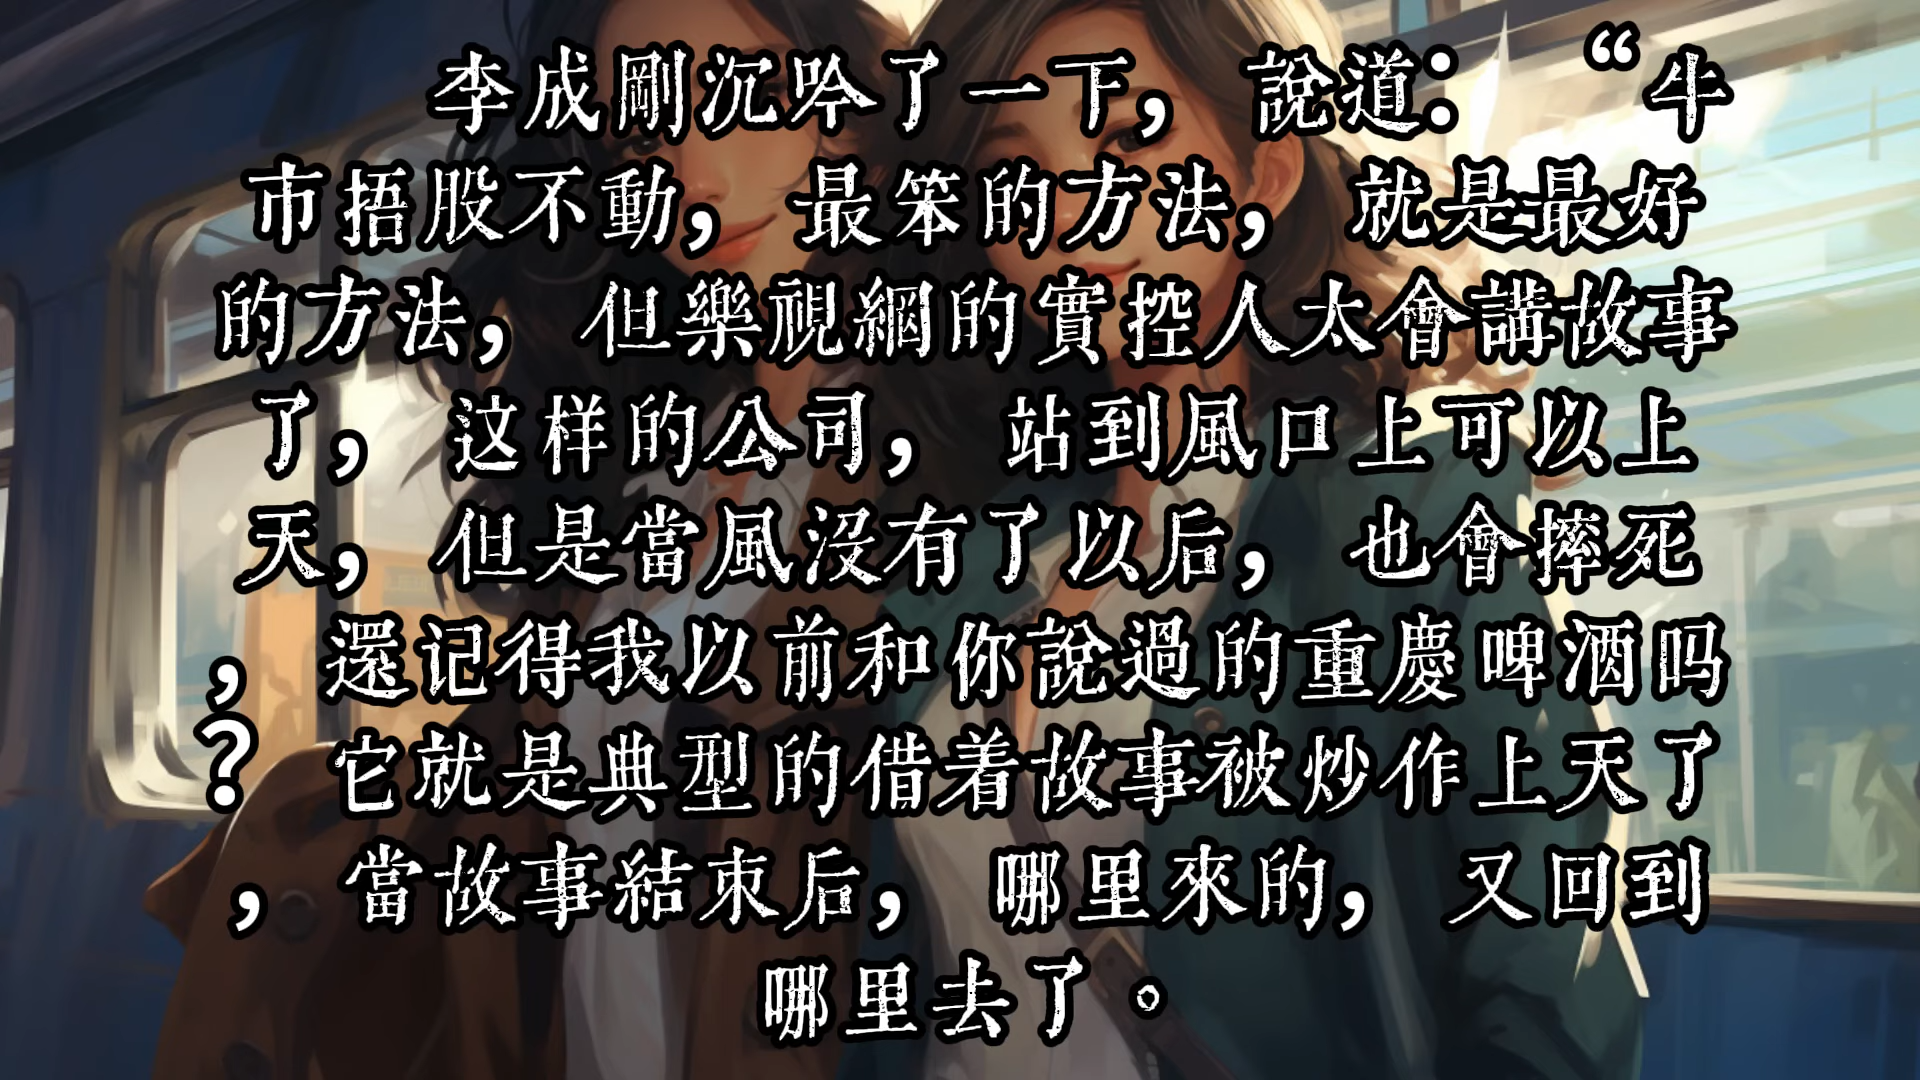 李成剛沉吟了一下，說道：“牛
市捂股不動，最笨的方法，就是最好
的方法，但樂視網的實控人太會講故事
了，这样的公司，站到風口上可以上
天，但是當風沒有了以后，也會摔死
，還记得我以前和你說過的重慶啤酒吗
？它就是典型的借着故事被炒作上天了
，當故事結束后，哪里來的，又回到
哪里去了。